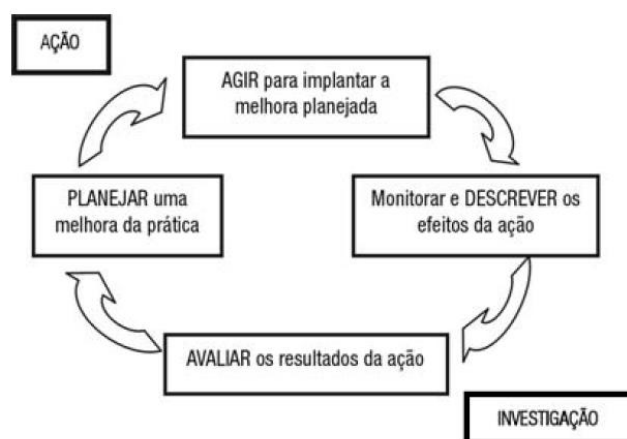 AÇÃO
AGIR para implantar a
melhora planejada
PLANEJAR uma
melhora da prática
Monitorar e DESCREVER os
efeitos da ação
AVALIAR os resultados da ação
INVESTIGAÇÃO